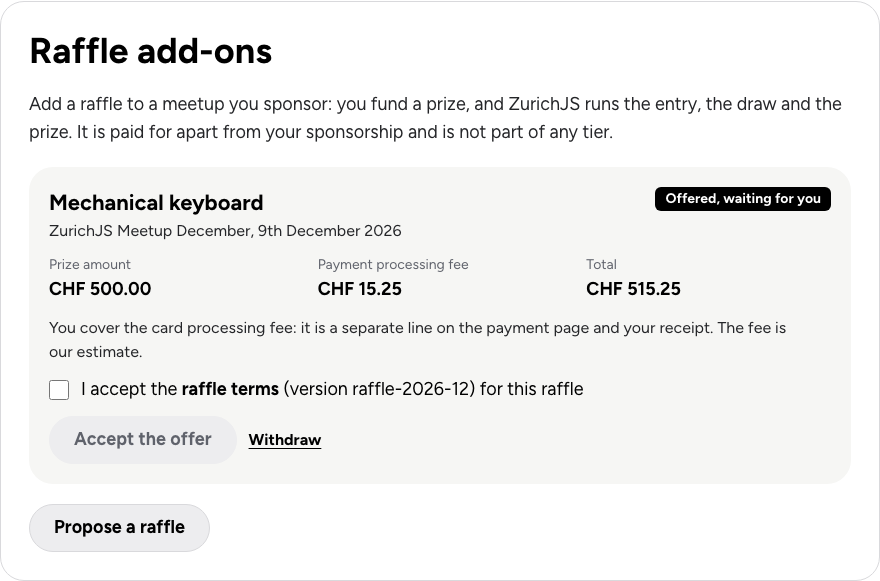 Raffle add-ons
Add a raffle to a meetup you sponsor: you fund a prize, and ZurichJS runs the entry, the draw and the
prize. It is paid for apart from your sponsorship and is not part of any tier.
Mechanical keyboard
Offered, waiting for you
ZurichJS Meetup December, 9th December 2026
Prize amount
Payment processing fee
Total
CHF 500.00
CHF 15.25
CHF 515.25
You cover the card processing fee: it is a separate line on the payment page and your receipt. The fee is
our estimate.
I accept the raffle terms (version raffle-2026-12) for this raffle
Accept the offer
Withdraw
Propose a raffle